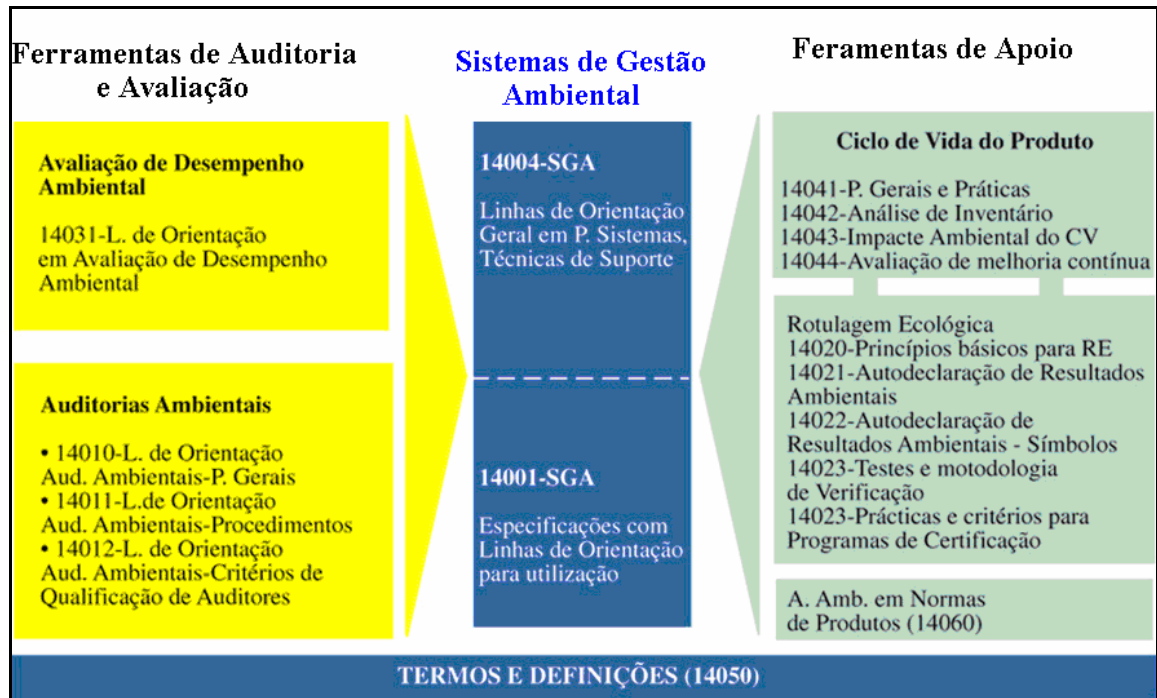 Ferramentas de Auditoria
e Avaliação
Avaliação de Desempenho
Ambiental
14031-L. de Orientação
em Avaliação de Desempenho
Ambiental
Auditorias Ambientais
• 14010-L. de Orientação
Aud. Ambientais-P. Gerais
• 14011-L.de Orientação
Aud. Ambientais-Procedimentos
• 14012-L. de Orientação
Aud. Ambientais-Critérios de
Qualificação de Auditores
Sistemas de Gestão
Ambiental
14004-SGA
Linhas de Orientação
Geral em P. Sistemas,
Técnicas de Suporte
14001-SGA
Especificações com
Linhas de Orientação
para utilização
Feramentas de Apoio
Ciclo de Vida do Produto
14041-P. Gerais e Práticas
14042-Análise de Inventário
14043-Impacte Ambiental do CV
14044-Avaliação de melhoria contínua
Rotulagem Ecológica
14020-Princípios básicos para RE
14021-Autodeclaração de Resultados
Ambientais
14022-Autodeclaração de
Resultados Ambientais - Símbolos
14023-Testes e motodologia
de Verificação
14023-Prácticas e critérios para
Programas de Certificação
A. Amb. em Normas
de Produtos (14060)
TERMOS E DEFINIÇÕES (14050)